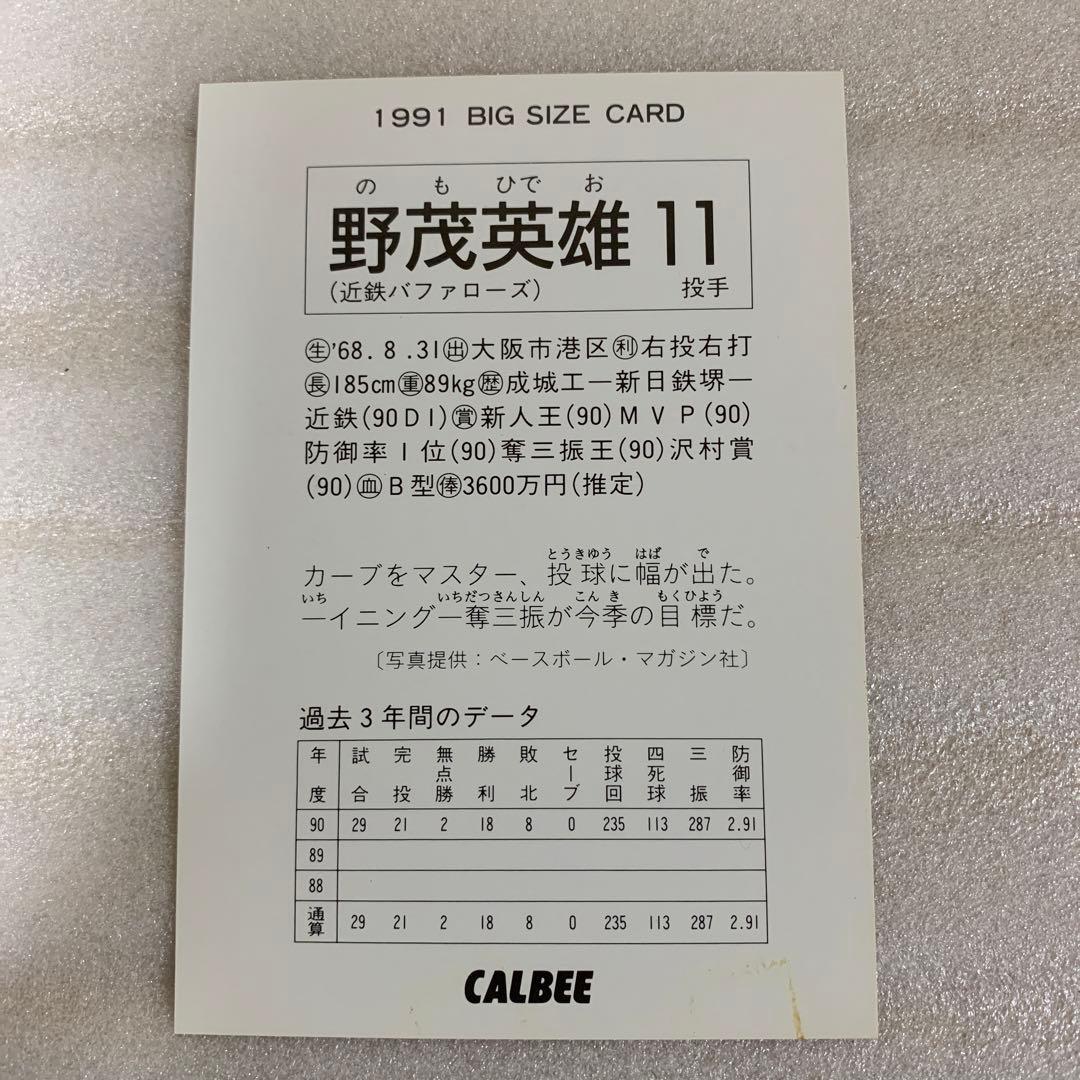 1991 BIG SIZE CARD
の も ひで お
野茂英雄 11
(近鉄バファローズ) 投手
㊌'68.8.31㊌大阪市港区㊌右投右打
長185cm重89kg歴成城工ー新日鉄堺ー
近鉄(90D1)賞新人王(90)MVP(90)
防御率1位(90)奪三振王(90)沢村賞
(90)血B型俸3600万円(推定)
とうきゆう はば で
カーブをマスター、投球に幅が出た。
いち いちだつさんしん こんき もくひょう
一イニング一奪三振が今季の目標だ。
〔写真提供：ベースボール・マガジン社〕
過去3年間のデータ
年度 試合 完投 無点勝 勝利 敗北 セーブ 投球回 四死球 三振 防御率
90 29 21 2 18 8 0 235 113 287 2.91
89
88
通算 29 21 2 18 8 0 235 113 287 2.91
CALBEE